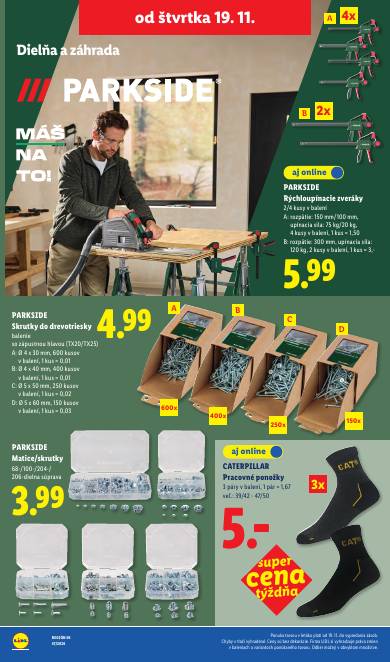 od štvrtka 19. 11.
Dielňa a záhrada
PARKSIDE®
MÁŠ
NA
TO!
A
4x
B
2x
aj online
PARKSIDE
Rýchloupínacie zveráky
2/4 kusy v balení
A: rozpätie: 150 mm/100 mm,
upínacia sila: 75 kg/20 kg,
4 kusy v balení, 1 kus = 1,50
B: rozpätie: 300 mm, upínacia sila:
120 kg, 2 kusy v balení, 1 kus = 3,-
5.99
PARKSIDE
Skrutky do drevotriesky
balenie
so zápustnou hlavou (TX20/TX25)
A: Ø 4 x 30 mm, 600 kusov
v balení, 1 kus = 0,01
B: Ø 4 x 40 mm, 400 kusov
v balení, 1 kus = 0,01
C: Ø 5 x 50 mm, 250 kusov
v balení, 1 kus = 0,02
D: Ø 5 x 60 mm, 150 kusov
v balení, 1 kus = 0,03
4.99
A
B
C
D
600x
400x
250x
150x
PARKSIDE
Matice/skrutky
68-/100-/204-/
206-dielna súprava
3.99
aj online
CATERPILLAR
Pracovné ponožky
3 páry v balení, 1 pár = 1,67
veľ.: 39/42 - 47/50
5.-
3x
CAT
CAT
super
cena
týždňa
LIDL